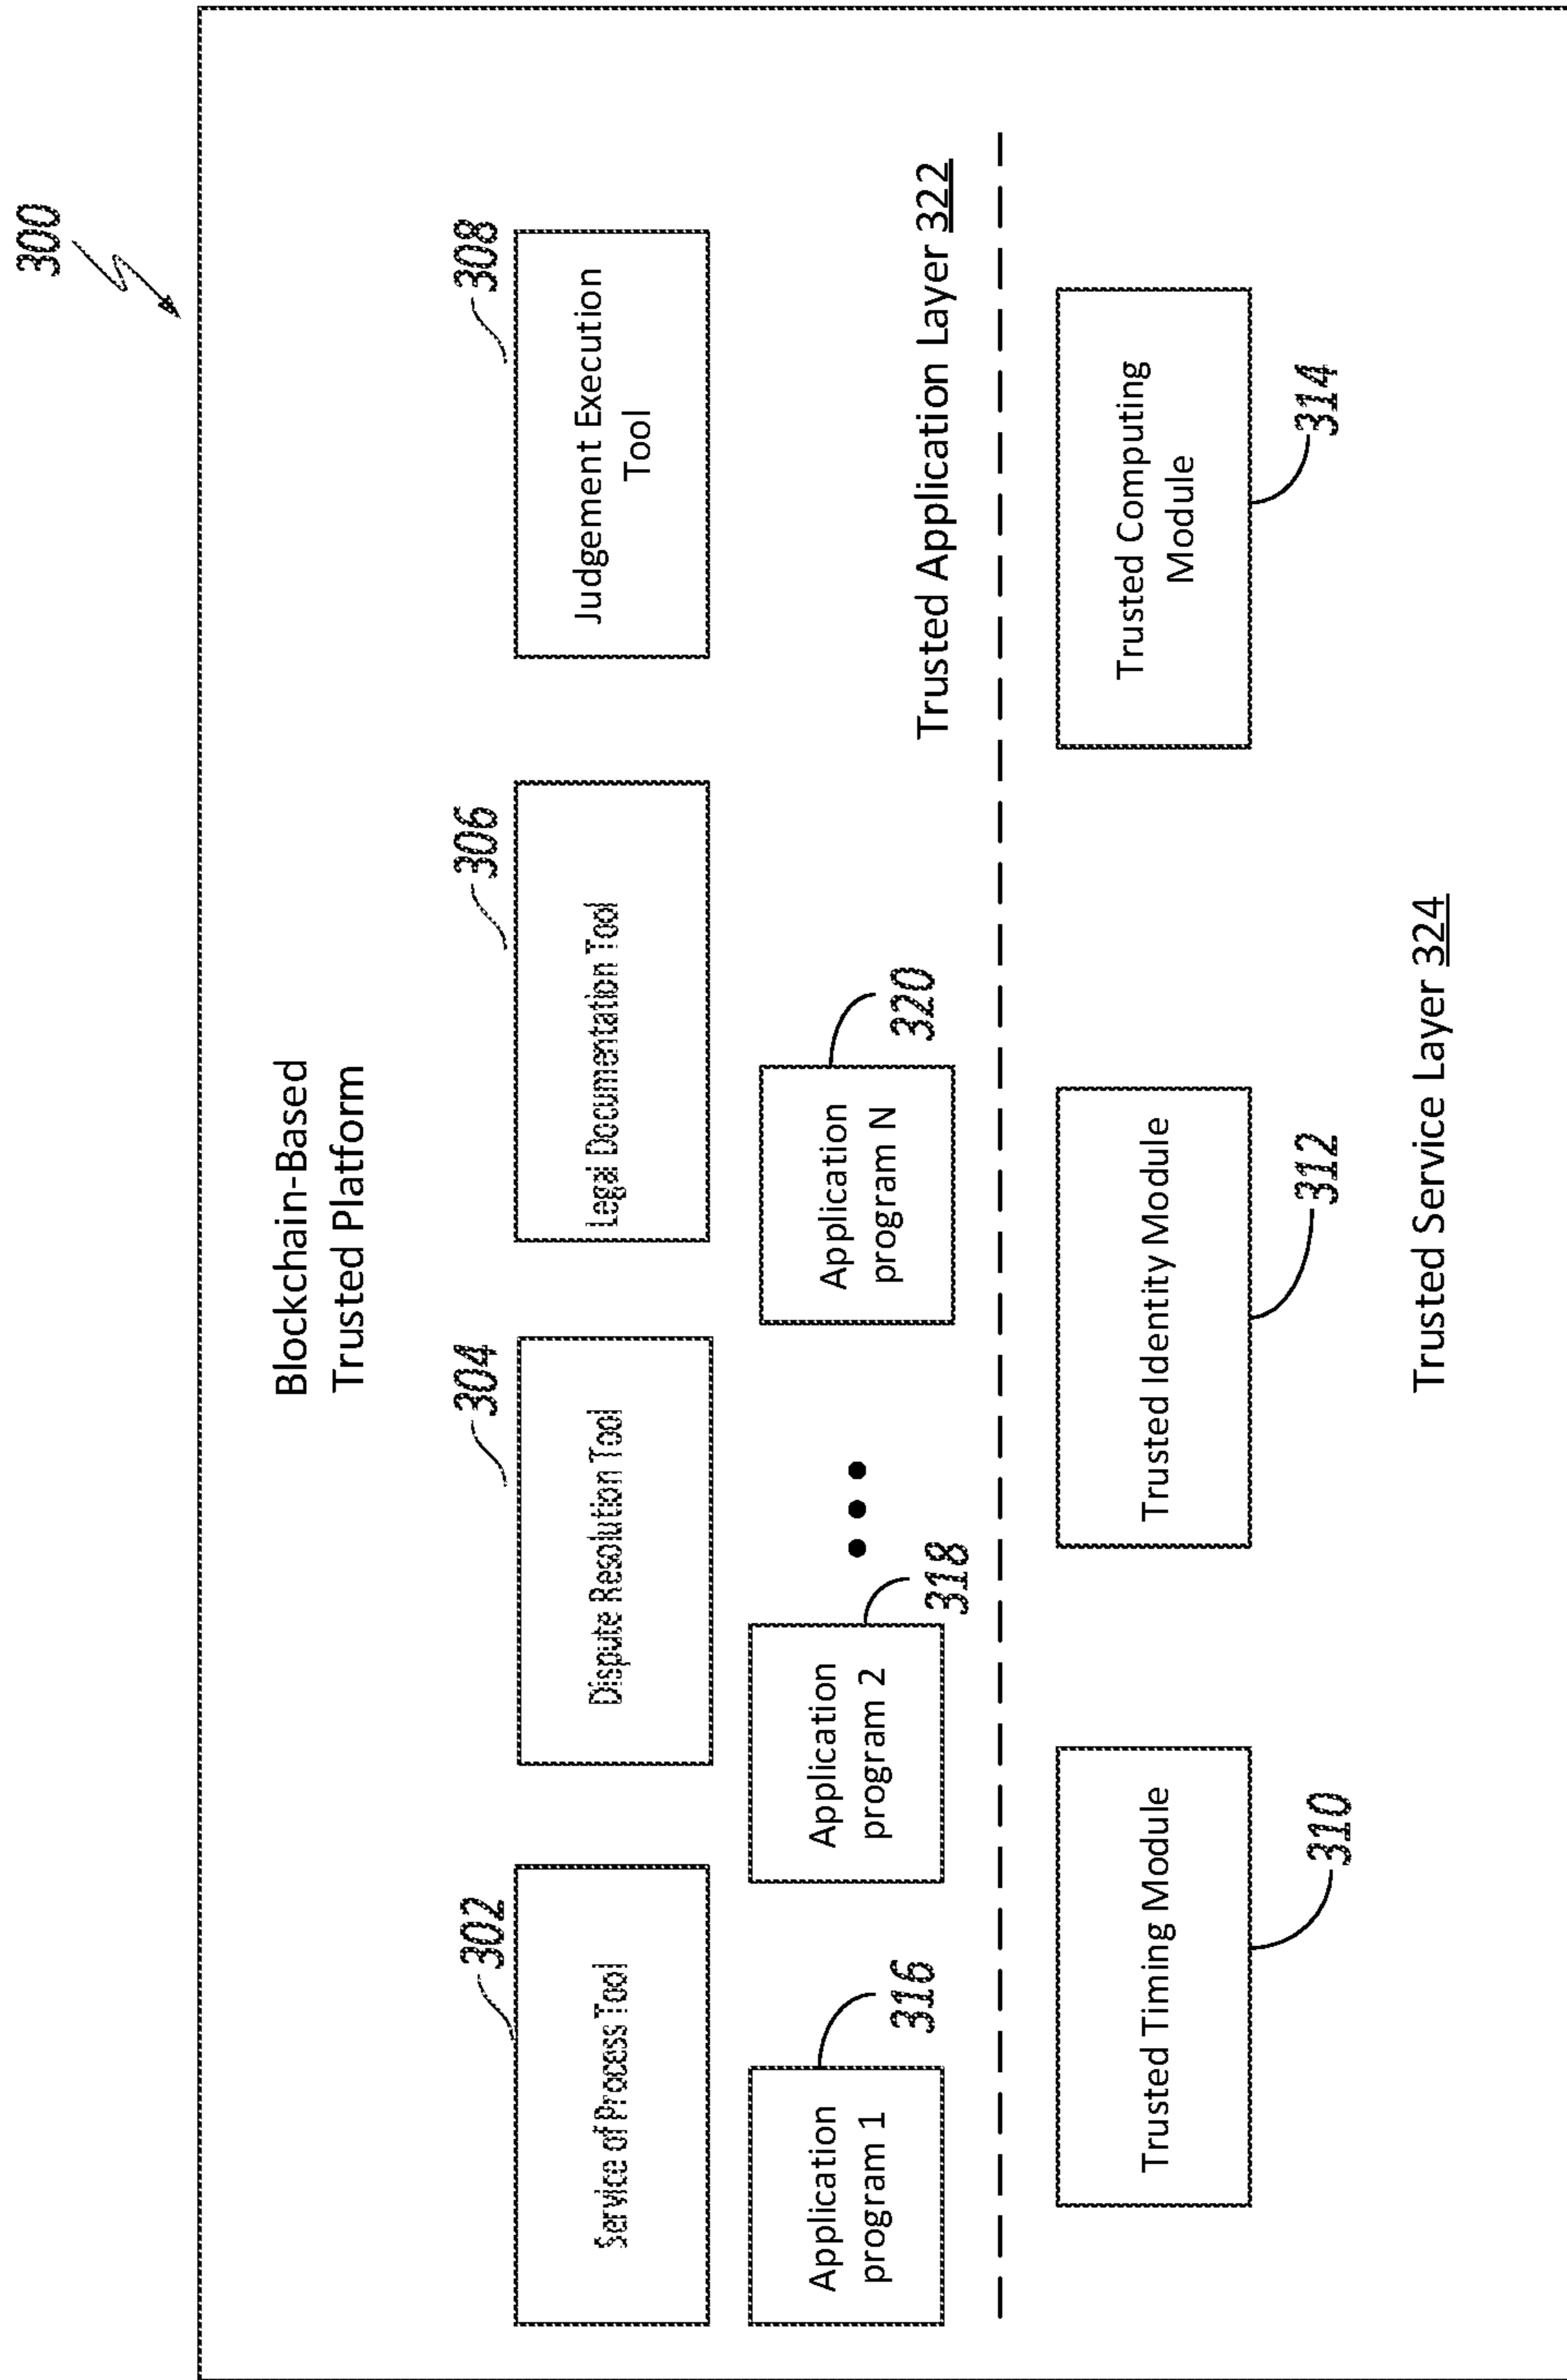 300
Blockchain-Based
Trusted Platform
302
304
306
308
Service of Process Tool
Dispute Resolution Tool
Legal Documentation Tool
Judgement Execution
Tool
Application
program 1
316
Application
program 2
318
Application
program N
320
Trusted Application Layer 322
Trusted Timing Module
Trusted Identity Module
Trusted Computing
Module
310
312
314
Trusted Service Layer 324